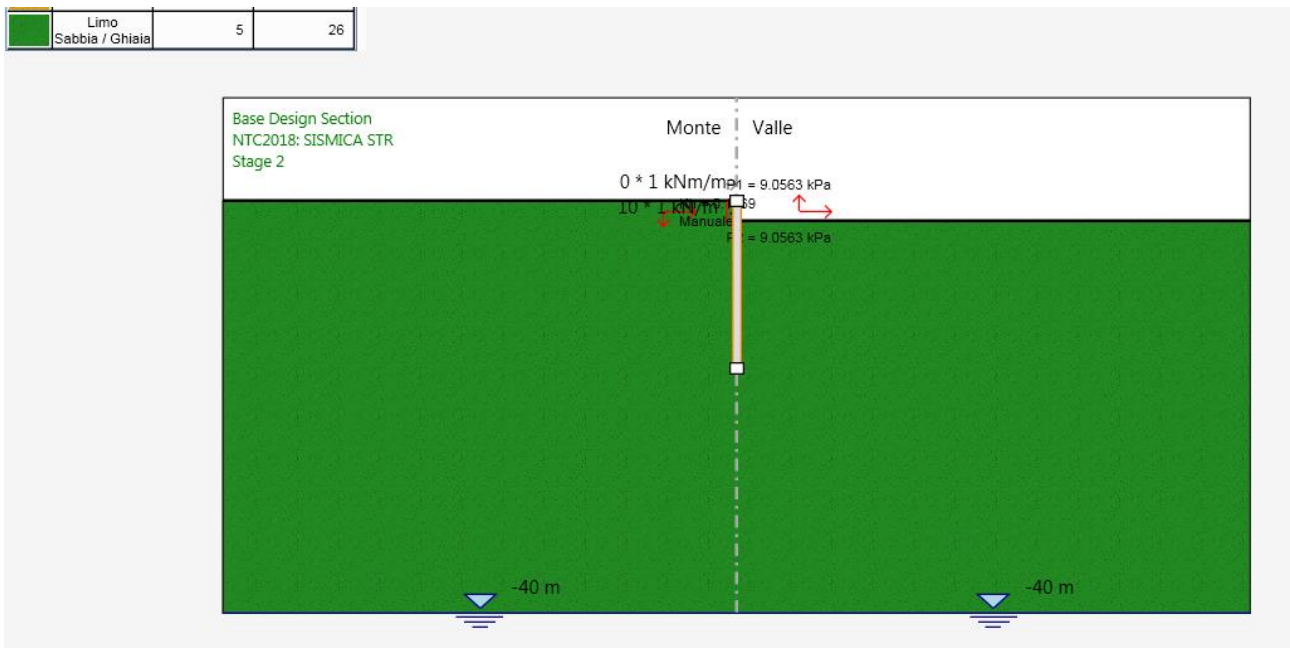 Limo
Sabbia / Ghiaia
5
26
Base Design Section
NTC2018: SISMICA STR
Stage 2
Monte
Valle
0 * 1 kNm/m
= 9.0563 kPa
10 * 1 kN/m
Manuale
= 9.0563 kPa
-40 m
-40 m